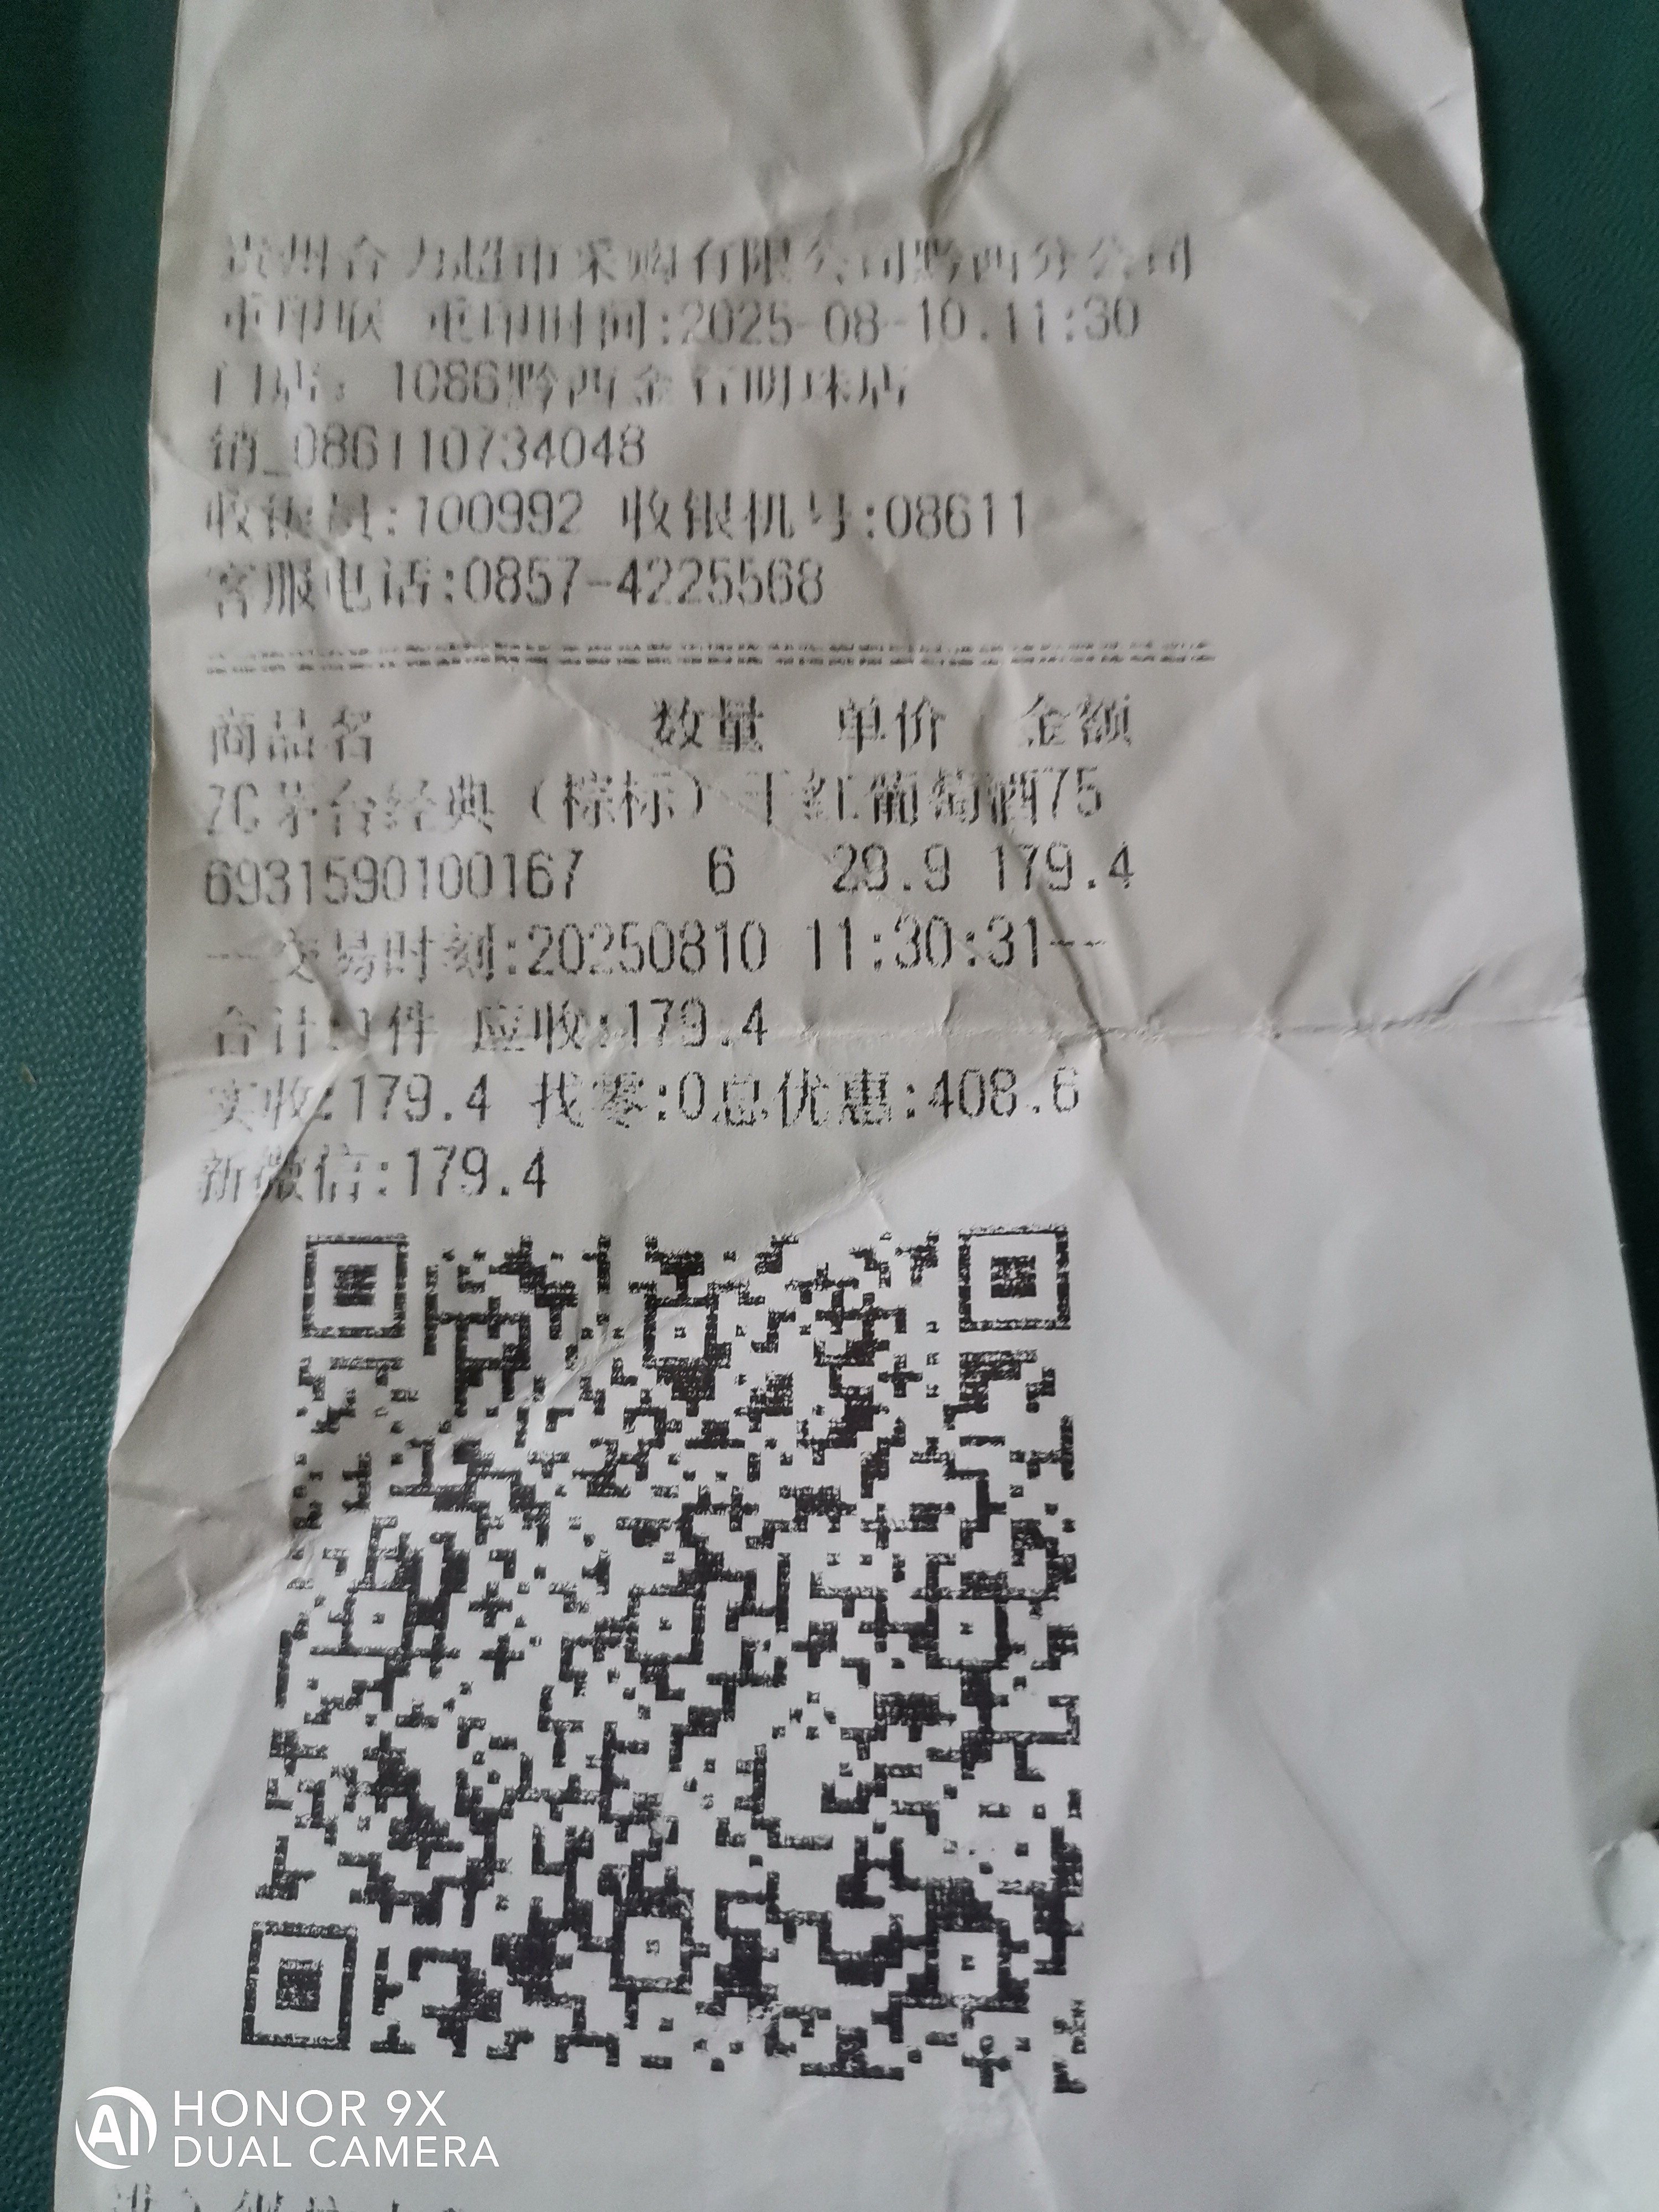 贵州合力超市采购有限公司黔西分公司
重印联 重印时间:2025-08-10.11:30
门店: 1086黔西金石明珠店
销_086110734048
收银员:100992 收银机号:08611
客服电话:0857-4225568
商品名 数量 单价 金额
ZC茅台经典（棕标）干红葡萄酒75
6931590100167 6 29.9 179.4
--交易时刻:20250810 11:30:31--
合计: 件 应收:179.4
实收:179.4 找零:0总优惠:408.6
新微信:179.4
AI HONOR 9X
DUAL CAMERA